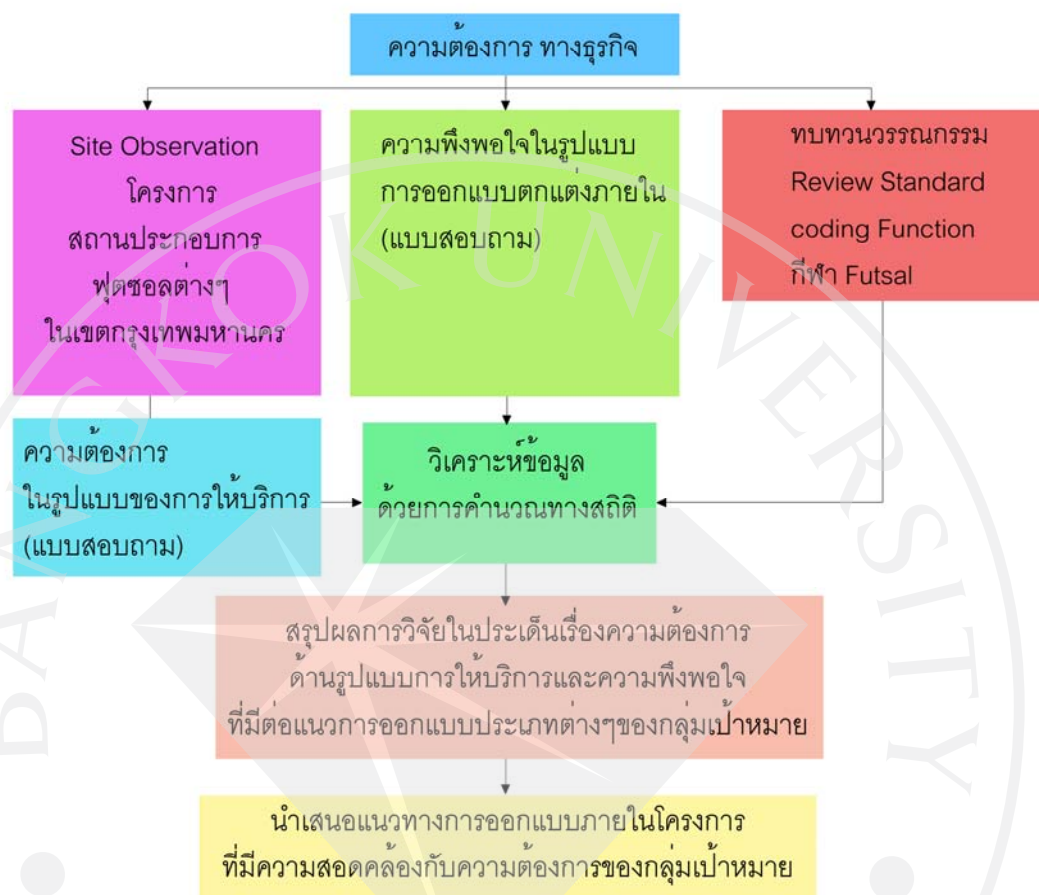 ความต้องการ ทางธุรกิจ
Site Observation
โครงการ
สถานประกอบการ
ฟุตซอลต่างๆ
ในเขตกรุงเทพมหานคร
ความพึงพอใจในรูปแบบ
การออกแบบตกแต่งภายใน
(แบบสอบถาม)
ทบทวนวรรณกรรม
Review Standard
coding Function
กีฬา Futsal
ความต้องการ
ในรูปแบบของการให้บริการ
(แบบสอบถาม)
วิเคราะห์ข้อมูล
ด้วยการคำนวณทางสถิติ
สรุปผลการวิจัยในประเด็นเรื่องความต้องการ
ด้านรูปแบบการให้บริการและความพึงพอใจ
ที่มีต่อแนวการออกแบบประเภทต่างๆของกลุ่มเป้าหมาย
นำเสนอแนวทางการออกแบบภายในโครงการ
ที่มีความสอดคล้องกับความต้องการของกลุ่มเป้าหมาย
BANGKOK UNIVERSITY